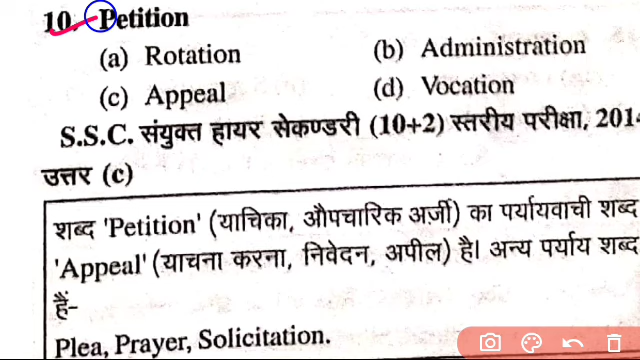 10. Petition
(a) Rotation (b) Administration
(c) Appeal (d) Vocation
S.S.C. संयुक्त हायर सेकण्डरी (10+2) स्तरीय परीक्षा, 201
उत्तर (c)
शब्द 'Petition' (याचिका, औपचारिक अर्ज़ी) का पर्यायवाची शब्द
'Appeal' (याचना करना, निवेदन, अपील) है। अन्य पर्याय शब्द
हैं-
Plea, Prayer, Solicitation.